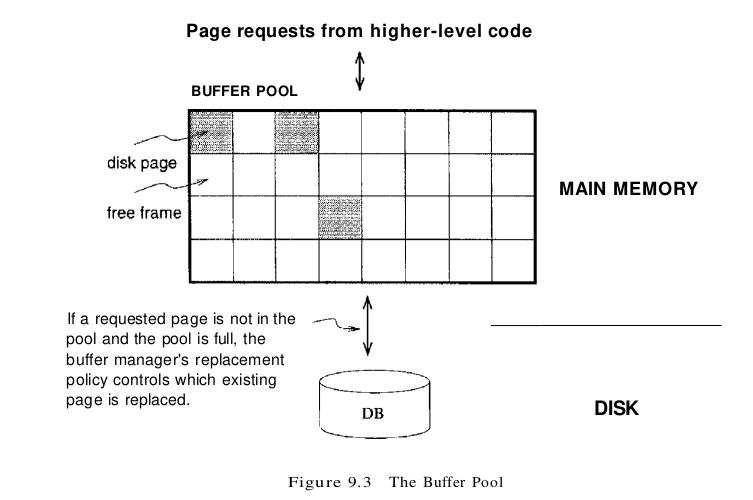 Page requests from higher-level code
BUFFER POOL
disk page
free frame
MAIN MEMORY
If a requested page is not in the
pool and the pool is full, the
buffer manager's replacement
policy controls which existing
page is replaced.
DB
DISK
Figure 9.3 The Buffer Pool